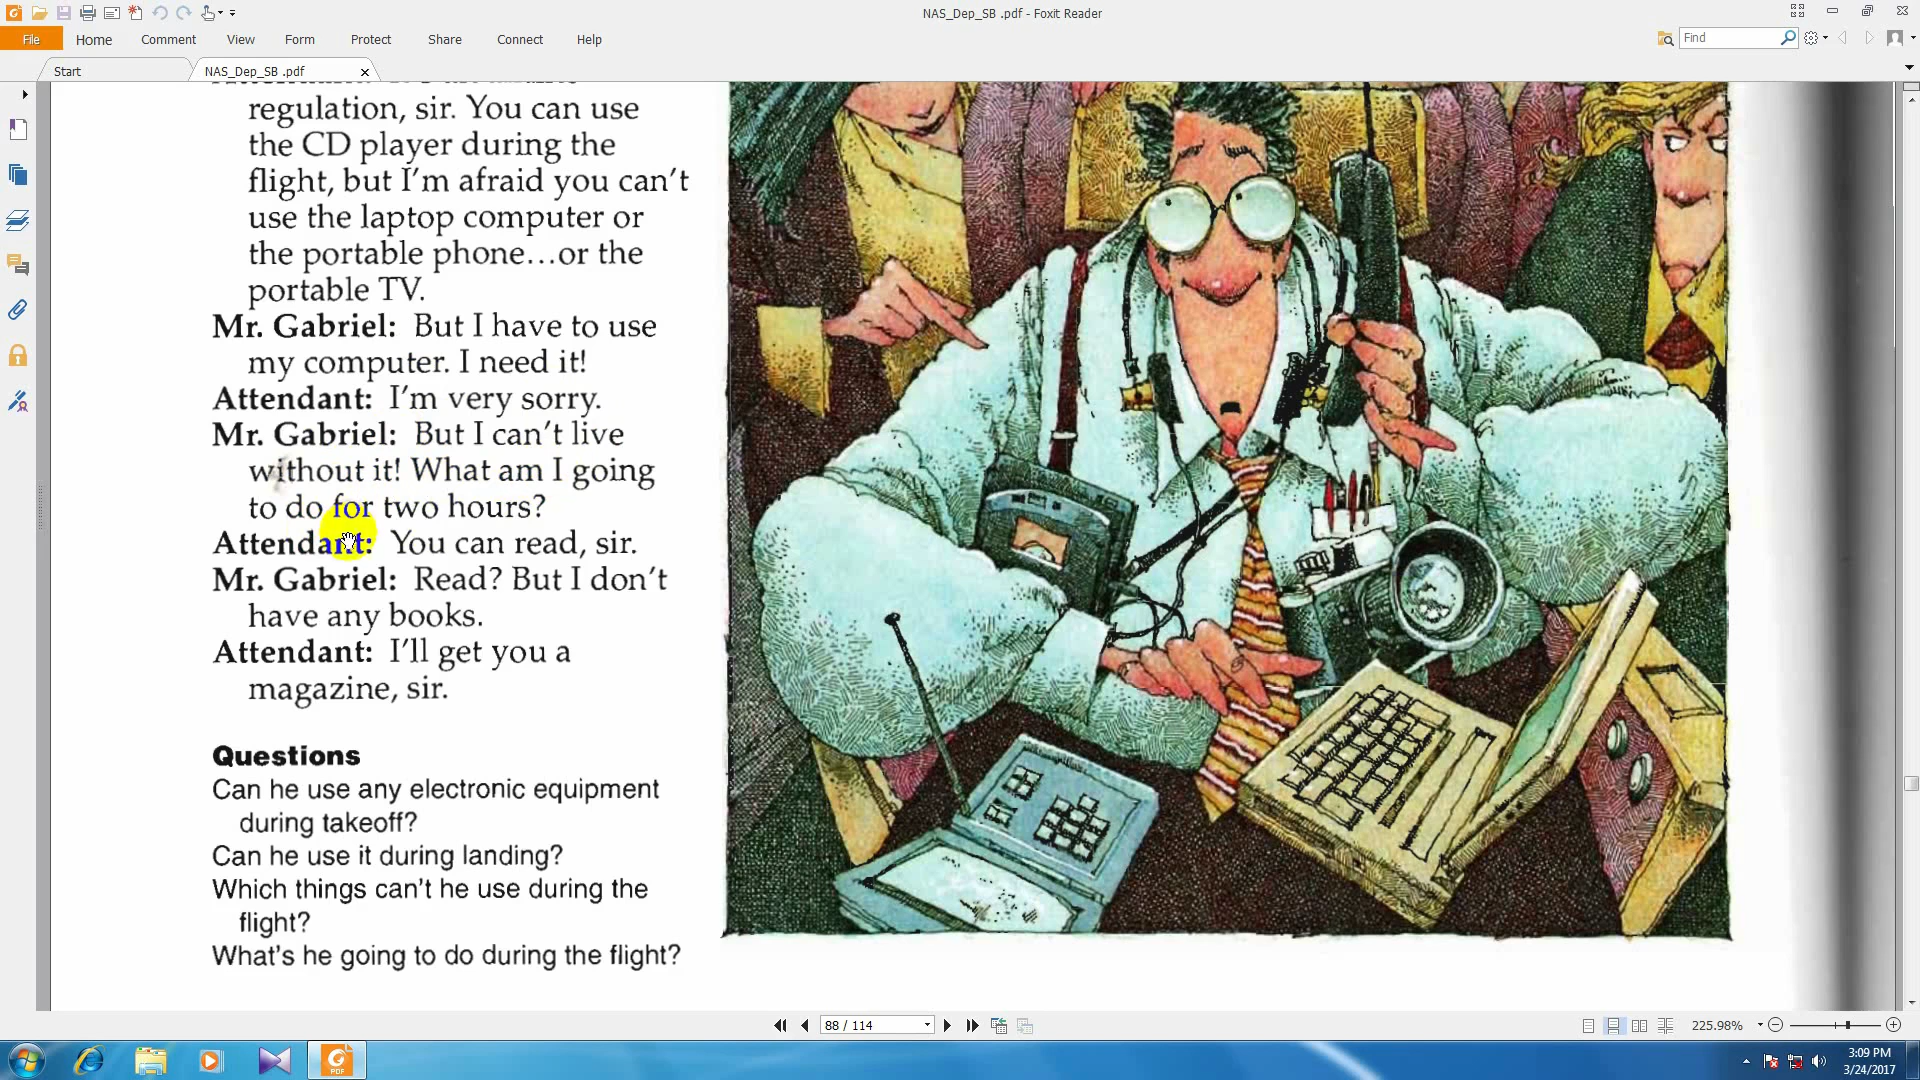 NAS_Dep_SB .pdf - Foxit Reader
File Home Comment View Form Protect Share Connect Help
Find
Start NAS_Dep_SB .pdf
regulation, sir. You can use
the CD player during the
flight, but I'm afraid you can't
use the laptop computer or
the portable phone…or the
portable TV.
Mr. Gabriel: But I have to use
my computer. I need it!
Attendant: I'm very sorry.
Mr. Gabriel: But I can't live
without it! What am I going
to do for two hours?
Attendant: You can read, sir.
Mr. Gabriel: Read? But I don't
have any books.
Attendant: I'll get you a
magazine, sir.
Questions
Can he use any electronic equipment
during takeoff?
Can he use it during landing?
Which things can't he use during the
flight?
What's he going to do during the flight?
88 / 114
225.98%
PDF
3:09 PM
3/24/2017